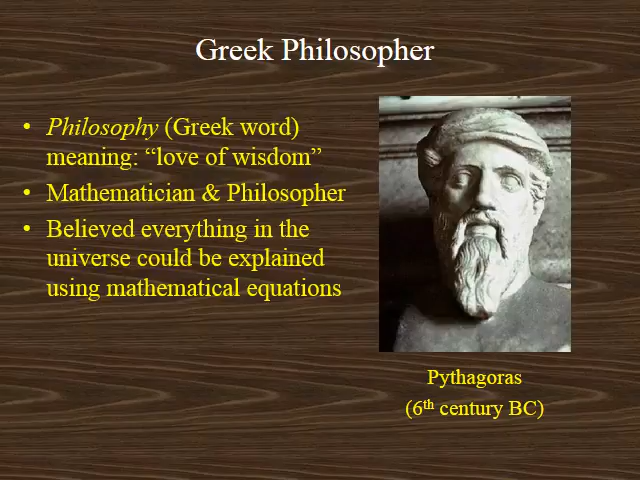 Greek Philosopher
• Philosophy (Greek word)
meaning: “love of wisdom”
• Mathematician & Philosopher
• Believed everything in the
universe could be explained
using mathematical equations
Pythagoras
(6th century BC)